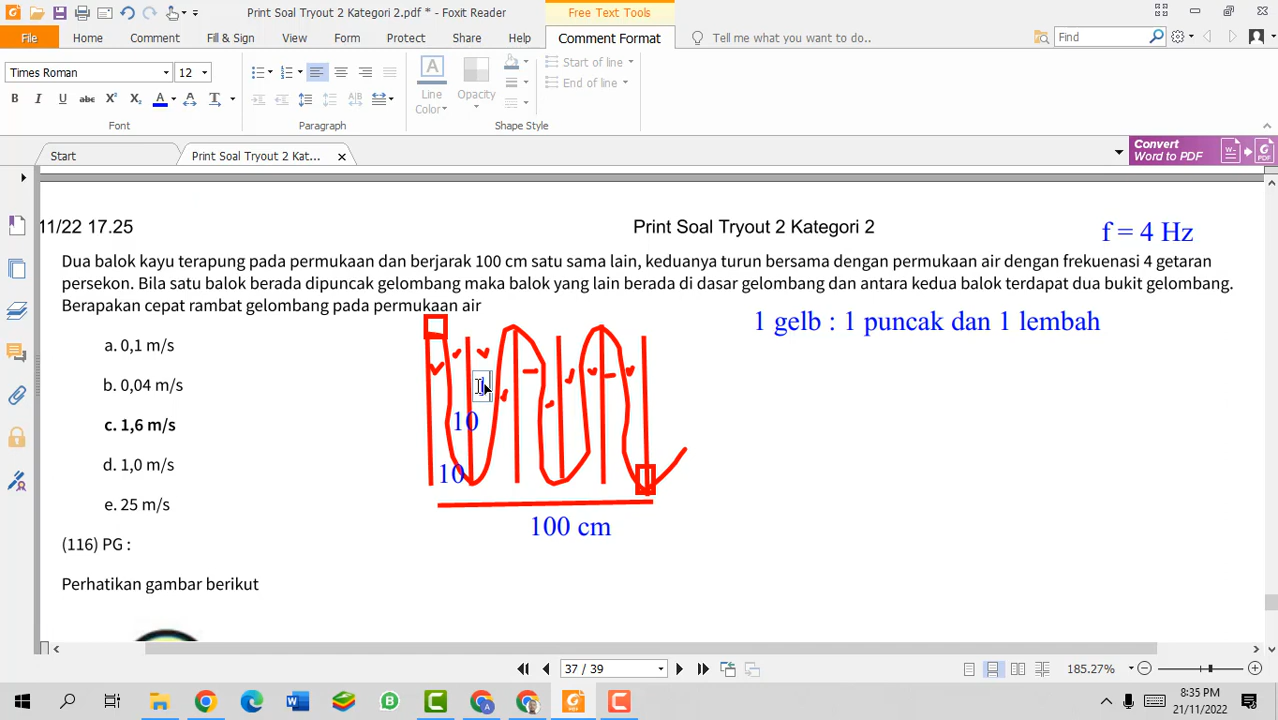 Print Soal Tryout 2 Kategori 2.pdf * - Foxit Reader
Free Text Tools
File Home Comment Fill & Sign View Form Protect Share Help Comment Format Tell me what you want to do.. Find
Times Roman 12
Line Color Opacity
Start of line
End of line
Font Paragraph Shape Style
Start Print Soal Tryout 2 Kat...
Convert Word to PDF
11/22 17.25 Print Soal Tryout 2 Kategori 2
f = 4 Hz
Dua balok kayu terapung pada permukaan dan berjarak 100 cm satu sama lain, keduanya turun bersama dengan permukaan air dengan frekuenasi 4 getaran
persekon. Bila satu balok berada dipuncak gelombang maka balok yang lain berada di dasar gelombang dan antara kedua balok terdapat dua bukit gelombang.
Berapakan cepat rambat gelombang pada permukaan air
1 gelb : 1 puncak dan 1 lembah
a. 0,1 m/s
b. 0,04 m/s
c. 1,6 m/s
d. 1,0 m/s
e. 25 m/s
10
10
100 cm
(116) PG :
Perhatikan gambar berikut
37 / 39
185.27%
8:35 PM
21/11/2022